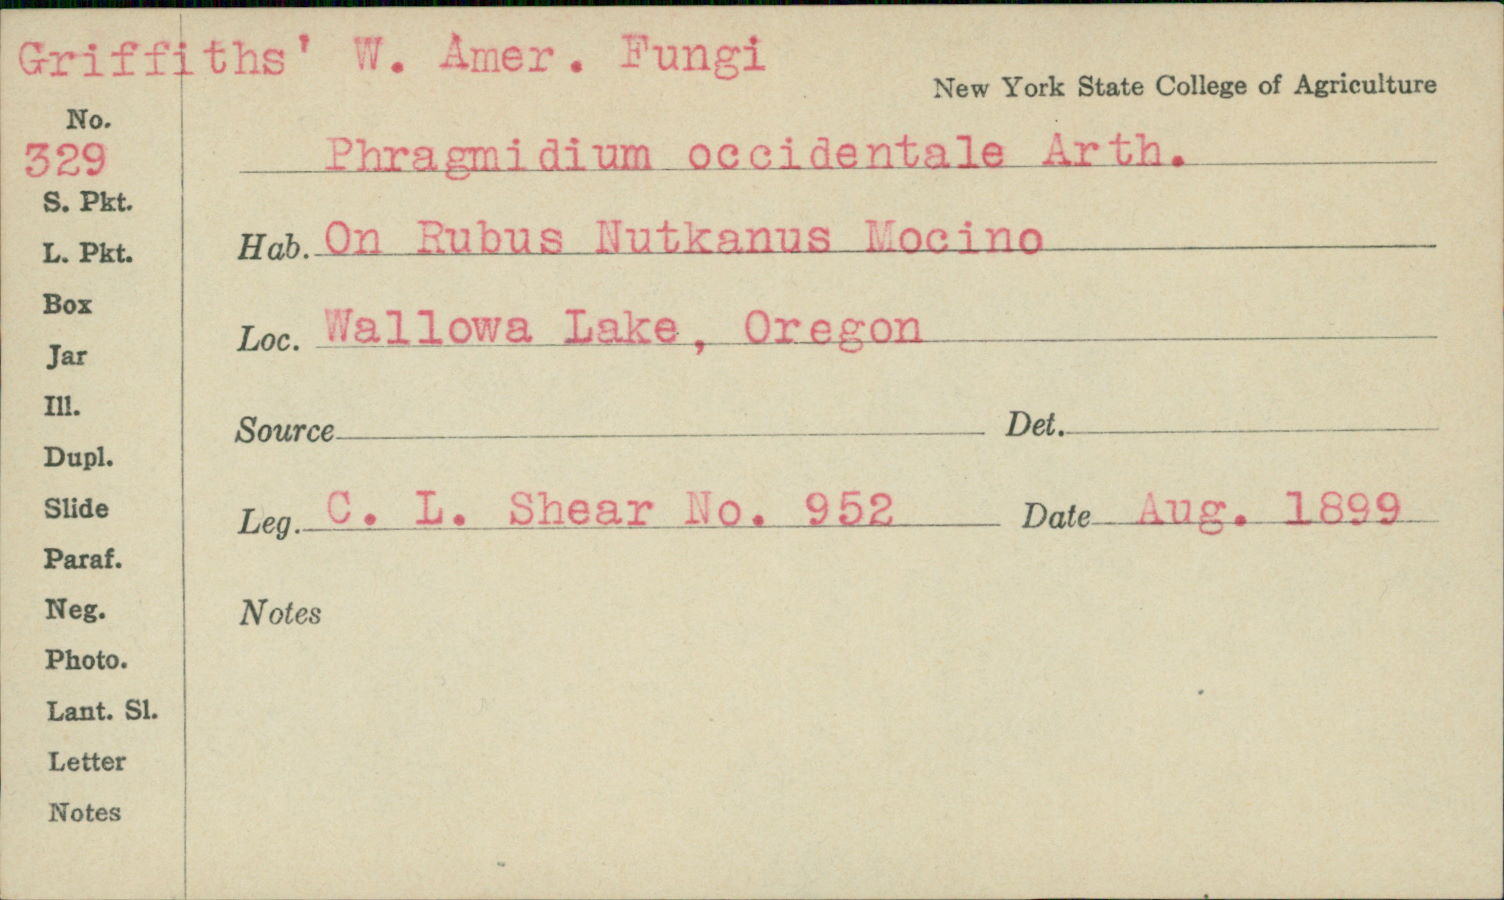 Griffiths' W. Amer. Fungi
New York State College of Agriculture
No.
329
Phragmidium occidentale Arth.
S. Pkt.
Hab. On Rubus Nutkanus Mocino
L. Pkt.
Box
Loc. Wallowa Lake, Oregon
Jar
Ill.
Source Det.
Dupl.
Slide
Leg. C. L. Shear No. 952 Date Aug. 1899
Paraf.
Neg.
Notes
Photo.
Lant. Sl.
Letter
Notes